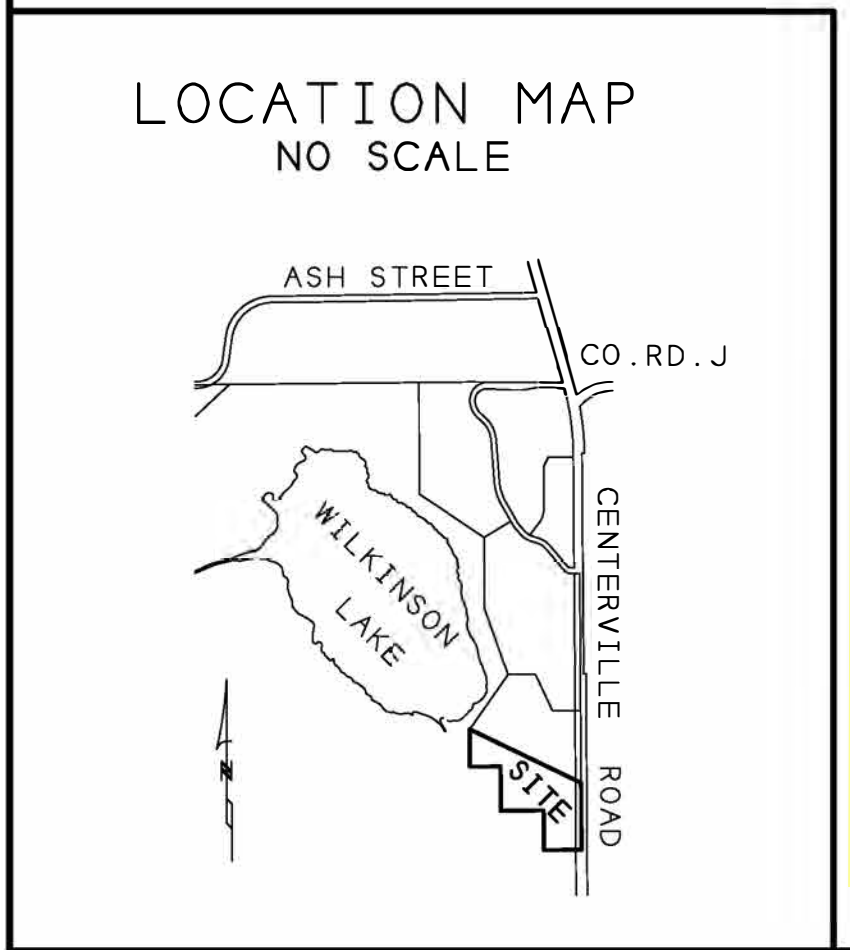 LOCATION MAP
NO SCALE
ASH STREET
CO.RD.J
CENTERVILLE ROAD
WILKINSON
LAKE
N
SITE